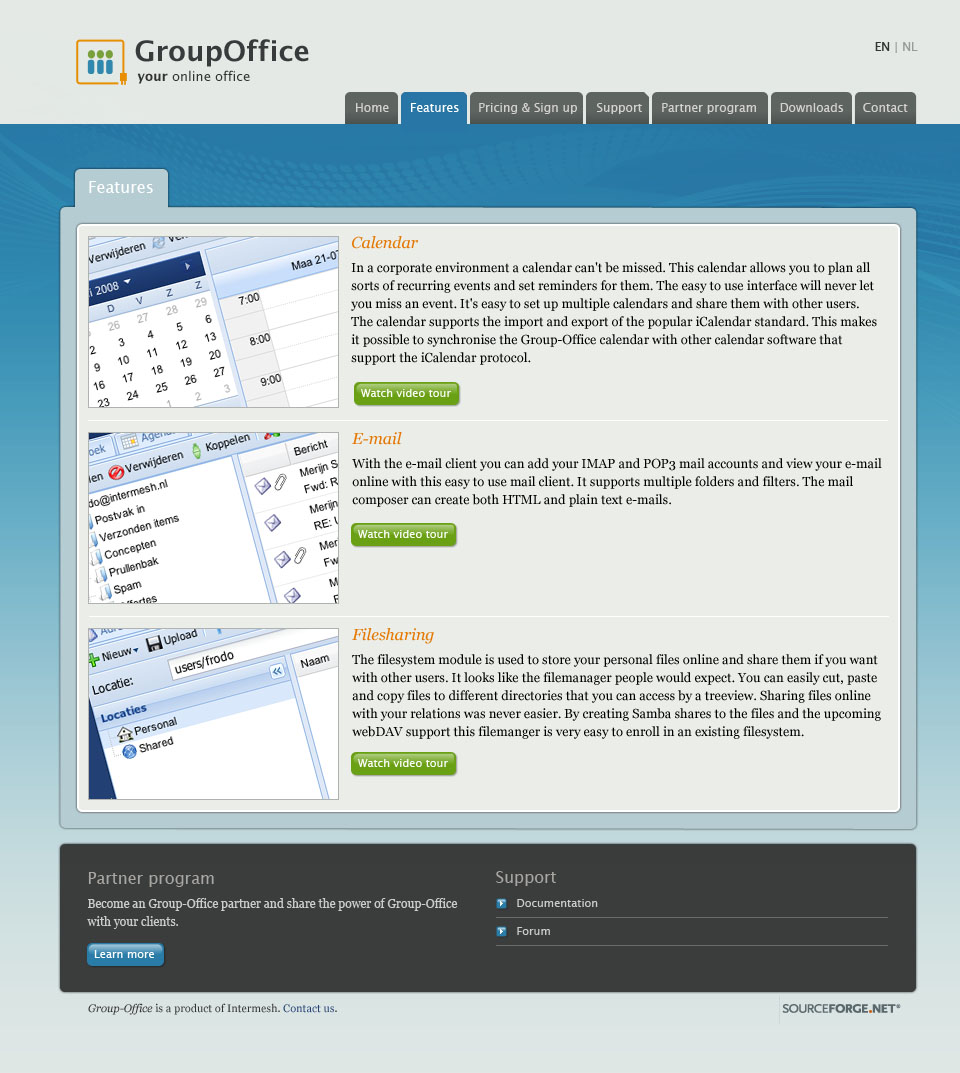 GroupOffice
your online office
EN | NL
Home
Features
Pricing & Sign up
Support
Partner program
Downloads
Contact
Features
Verwijderen
Maa 21-07
2008
D V Z Z
26 27 28 29
2 3 4 5 6
9 10 11 12 13
16 17 18 19 20
23 24 25 26 27
1 2 3
7:00
8:00
9:00
Calendar
In a corporate environment a calendar can't be missed. This calendar allows you to plan all
sorts of recurring events and set reminders for them. The easy to use interface will never let
you miss an event. It's easy to set up multiple calendars and share them with other users.
The calendar supports the import and export of the popular iCalendar standard. This makes
it possible to synchronise the Group-Office calendar with other calendar software that
support the iCalendar protocol.
Watch video tour
Verwijderen
Koppelen
do@intermesh.nl
Postvak in
Verzonden items
Concepten
Prullenbak
Spam
Bericht
Merijn S
Fwd: R
Merijn
RE: U
Mer
Fw
E-mail
With the e-mail client you can add your IMAP and POP3 mail accounts and view your e-mail
online with this easy to use mail client. It supports multiple folders and filters. The mail
composer can create both HTML and plain text e-mails.
Watch video tour
Nieuw
Upload
Locatie:
users/frodo
Locaties
Naam
Personal
Shared
Filesharing
The filesystem module is used to store your personal files online and share them if you want
with other users. It looks like the filemanager people would expect. You can easily cut, paste
and copy files to different directories that you can access by a treeview. Sharing files online
with your relations was never easier. By creating Samba shares to the files and the upcoming
webDAV support this filemanger is very easy to enroll in an existing filesystem.
Watch video tour
Partner program
Become an Group-Office partner and share the power of Group-Office
with your clients.
Learn more
Support
Documentation
Forum
Group-Office is a product of Intermesh. Contact us.
SOURCEFORGE.NET®